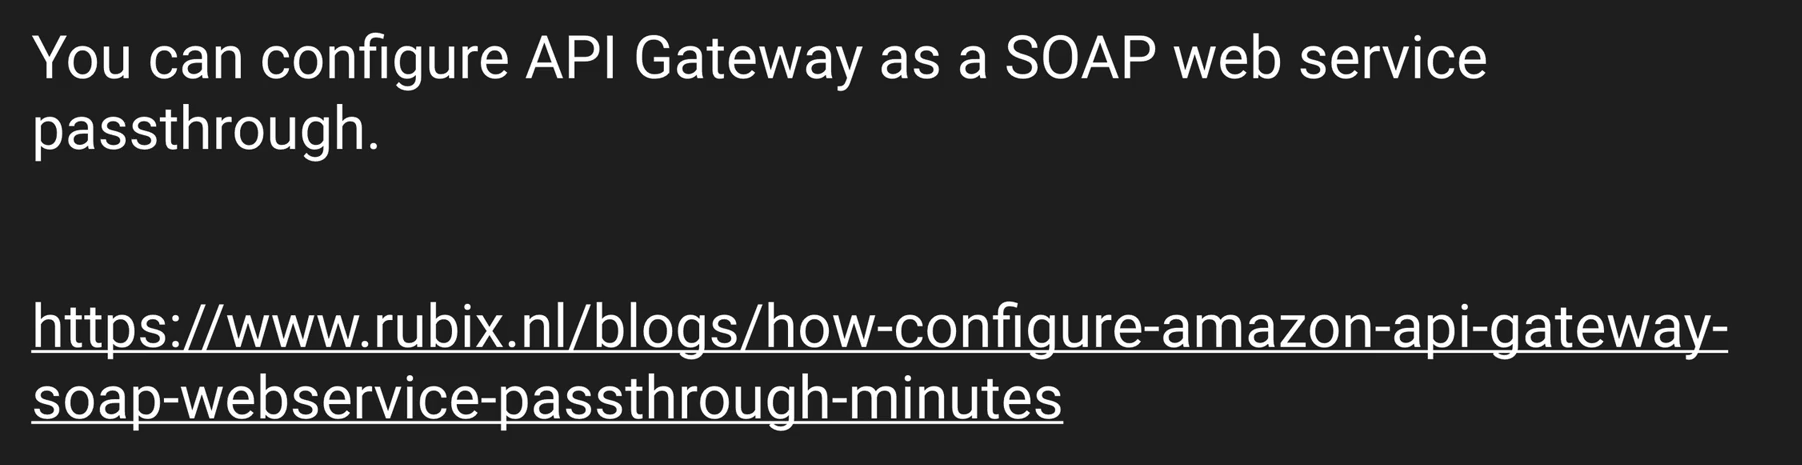 You can configure API Gateway as a SOAP web service
passthrough.
https://www.rubix.nl/blogs/how-configure-amazon-api-gateway-
soap-webservice-passthrough-minutes